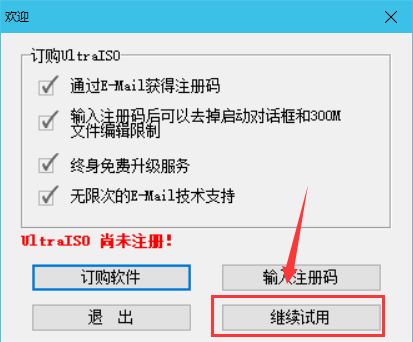 欢迎
订购UltraISO
通过E-Mail获得注册码
输入注册码后可以去掉启动对话框和300M
文件编辑限制
终身免费升级服务
无限次的E-Mail技术支持
UltraISO 尚未注册!
订购软件
输入注册码
退 出
继续试用